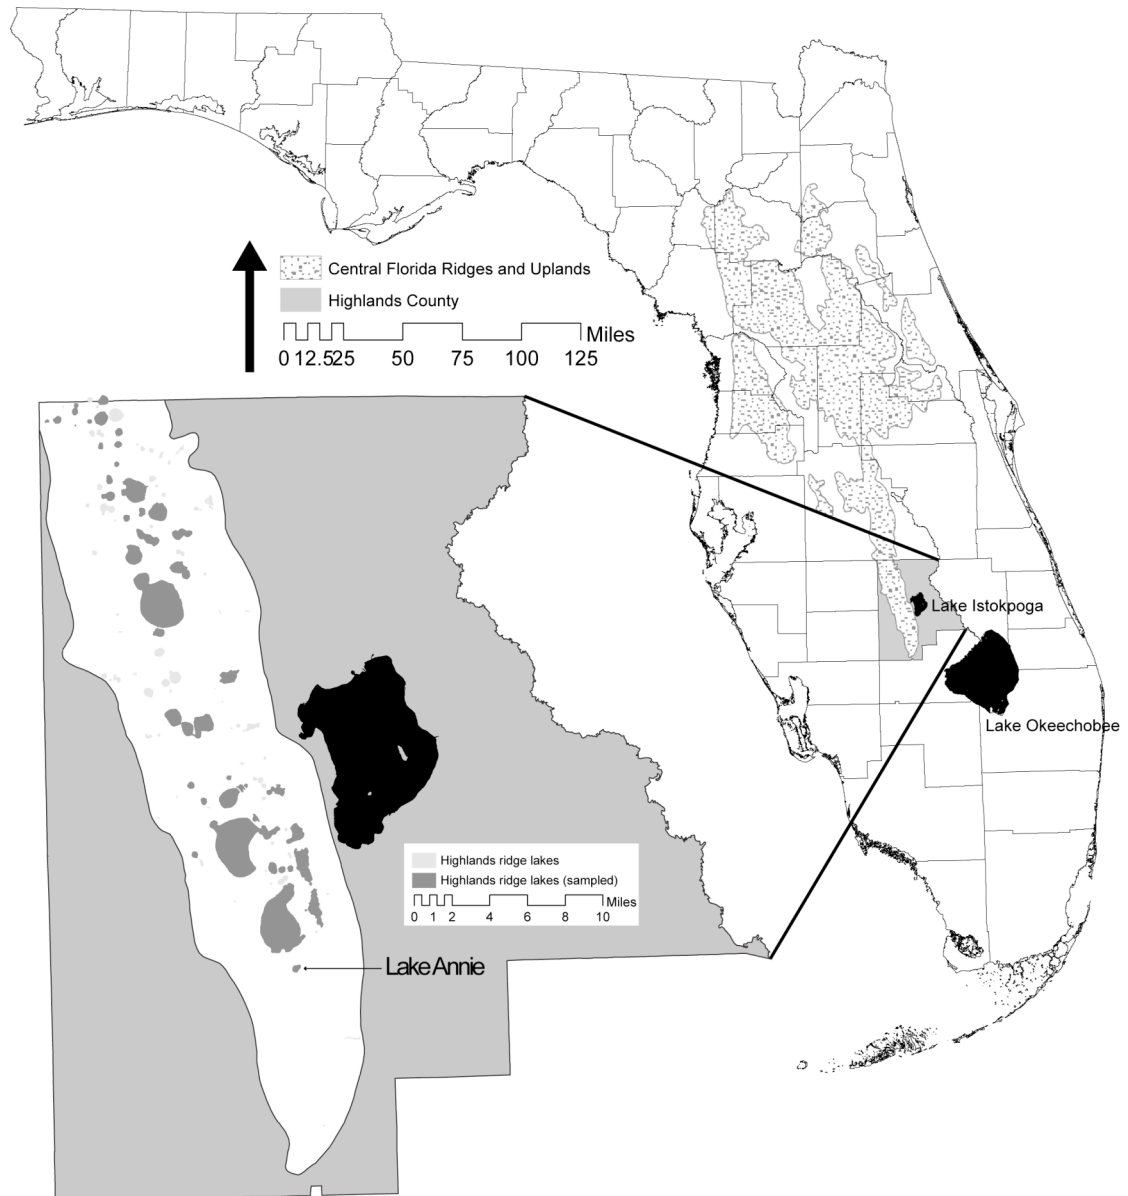 Central Florida Ridges and Uplands
Highlands County
Miles
0 12.525 50 75 100 125
Lake Istokpoga
Lake Okeechobee
Highlands ridge lakes
Highlands ridge lakes (sampled)
Miles
0 1 2 4 6 8 10
Lake Annie